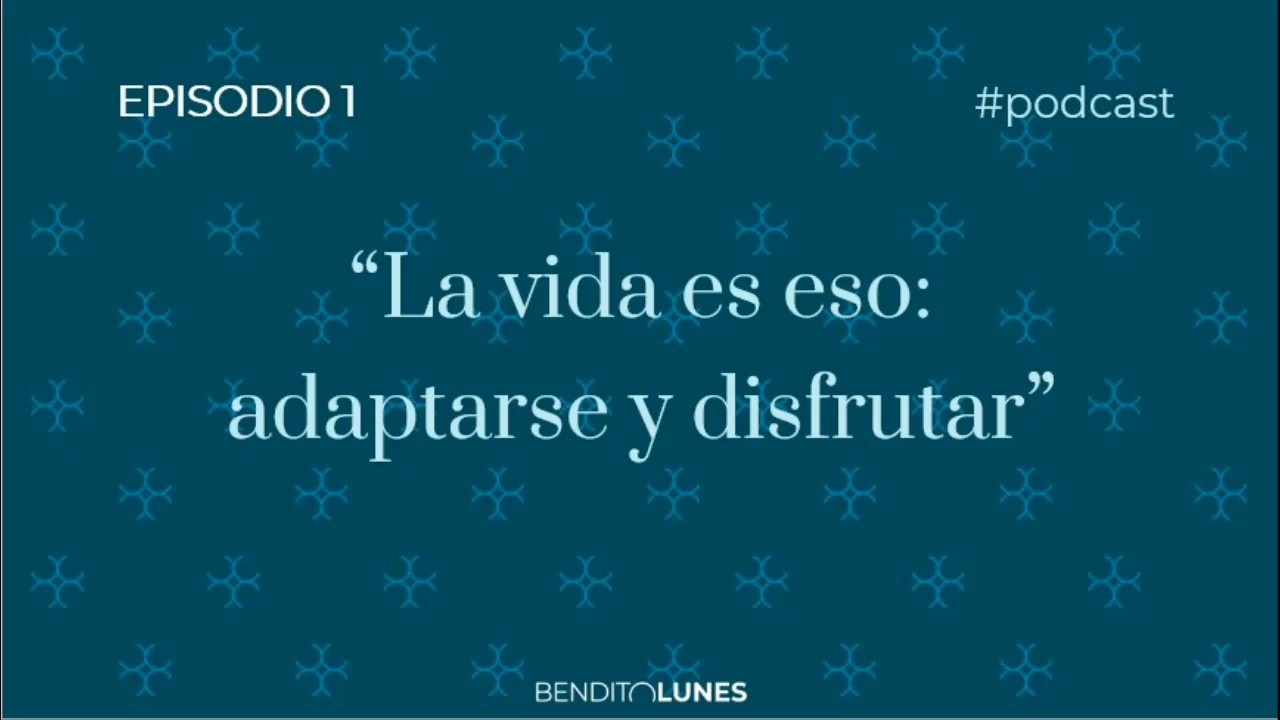 EPISODIO 1
#podcast
“La vida es eso:
adaptarse y disfrutar”
BENDITOLUNES